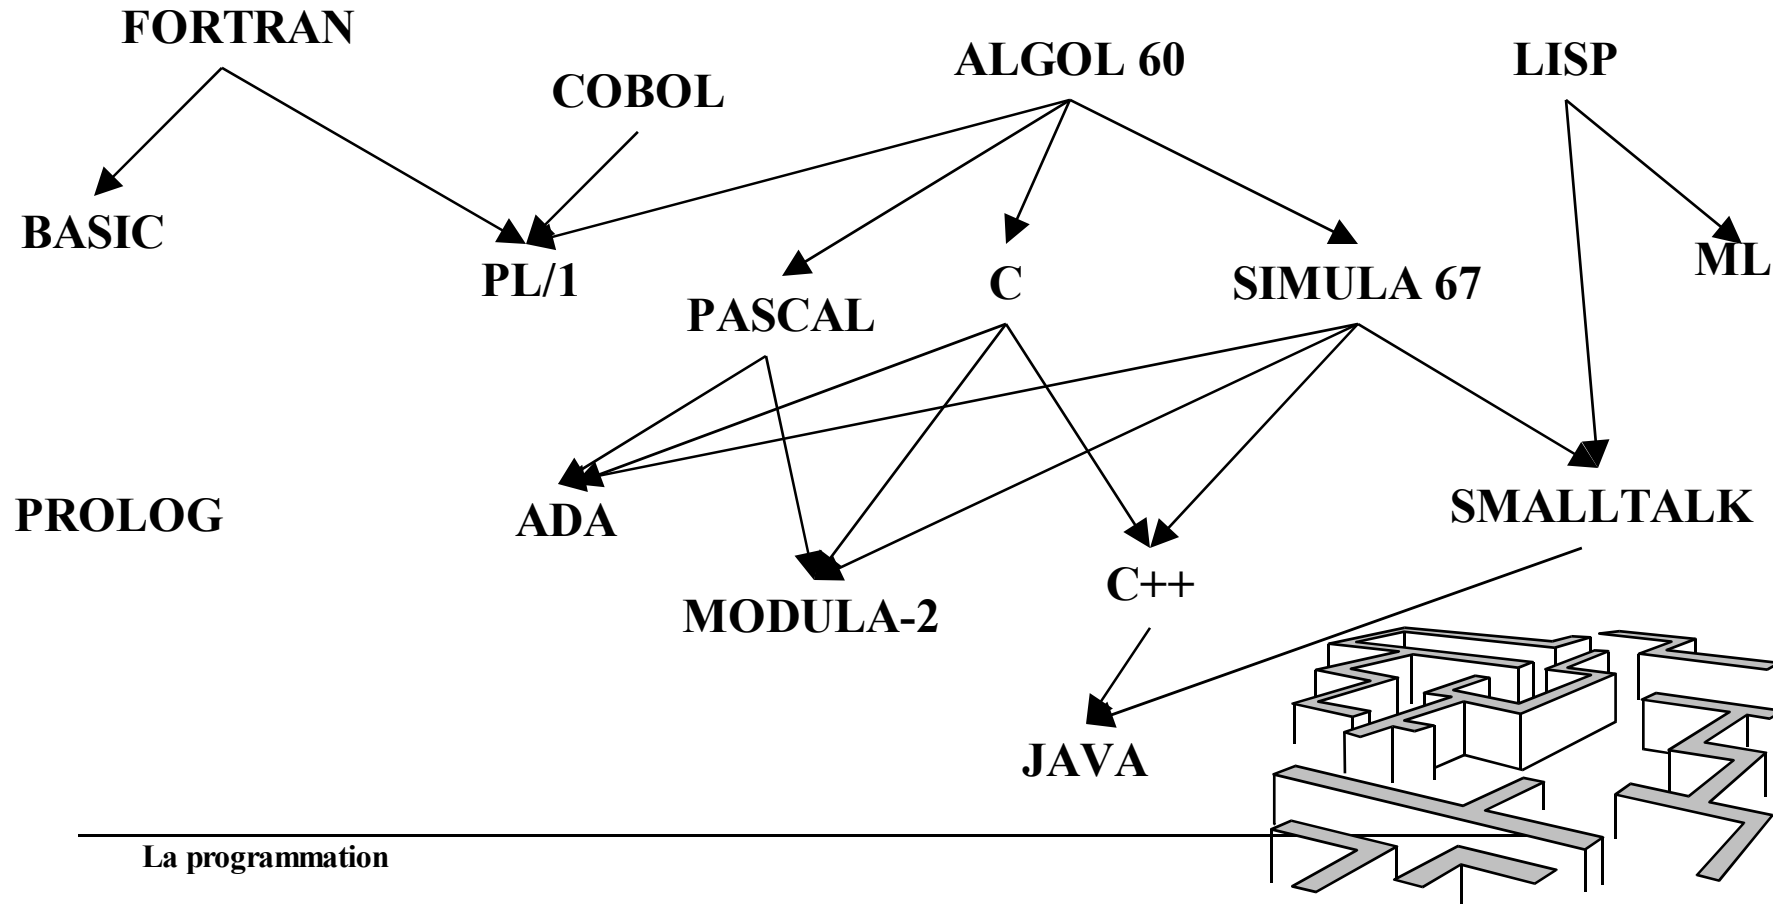 FORTRAN
COBOL
ALGOL 60
LISP
BASIC
PL/1
PASCAL
C
SIMULA 67
ML
PROLOG
ADA
MODULA-2
C++
SMALLTALK
JAVA
La programmation